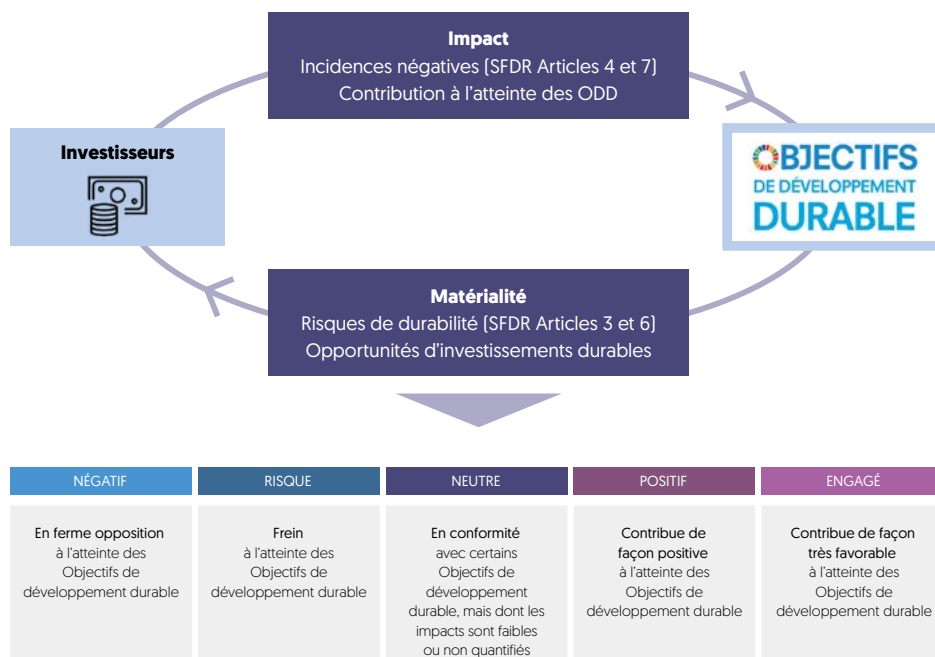 Impact
Incidences négatives (SFDR Articles 4 et 7)
Contribution à l'atteinte des ODD
Investisseurs
OBJECTIFS
DE DÉVELOPPEMENT
DURABLE
Matérialité
Risques de durabilité (SFDR Articles 3 et 6)
Opportunités d'investissements durables
NÉGATIF
En ferme opposition
à l'atteinte des
Objectifs de
développement durable
RISQUE
Frein
à l'atteinte des
Objectifs de
développement durable
NEUTRE
En conformité
avec certains
Objectifs de
développement
durable, mais dont les
impacts sont faibles
ou non quantifiés
POSITIF
Contribue de
façon positive
à l'atteinte des
Objectifs de
développement durable
ENGAGÉ
Contribue de façon
très favorable
à l'atteinte des
Objectifs de
développement durable